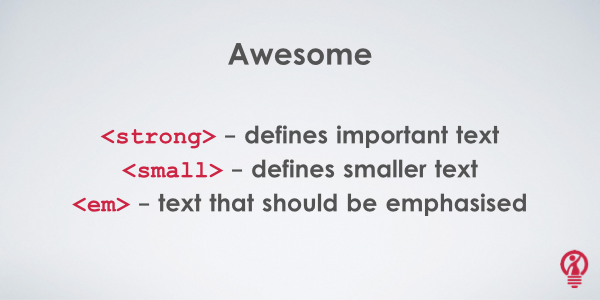 Awesome
<strong> – defines important text
<small> – defines smaller text
<em> – text that should be emphasised